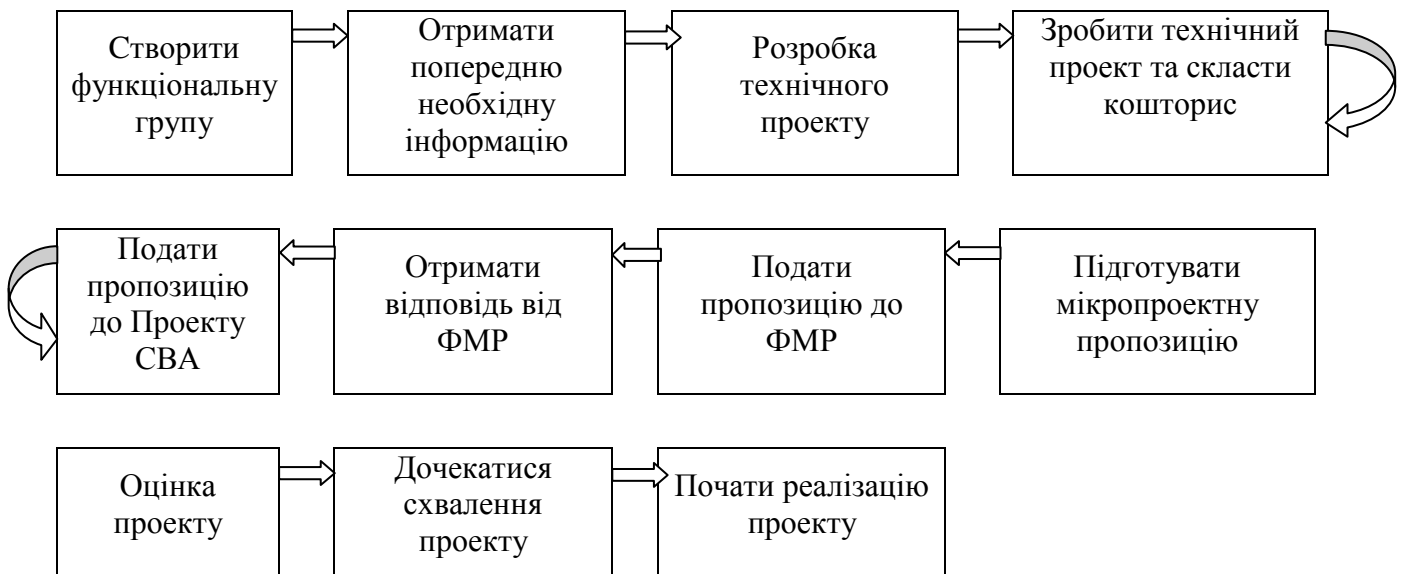 Створити
функціональну
групу
Отримати
попередню
необхідну
інформацію
Розробка
технічного
проекту
Зробити технічний
проект та скласти
кошторис
Подати
пропозицію
до Проекту
СВА
Отримати
відповідь від
ФМР
Подати
пропозицію до
ФМР
Підготувати
мікропроектну
пропозицію
Оцінка
проекту
Дочекатися
схвалення
проекту
Почати реалізацію
проекту